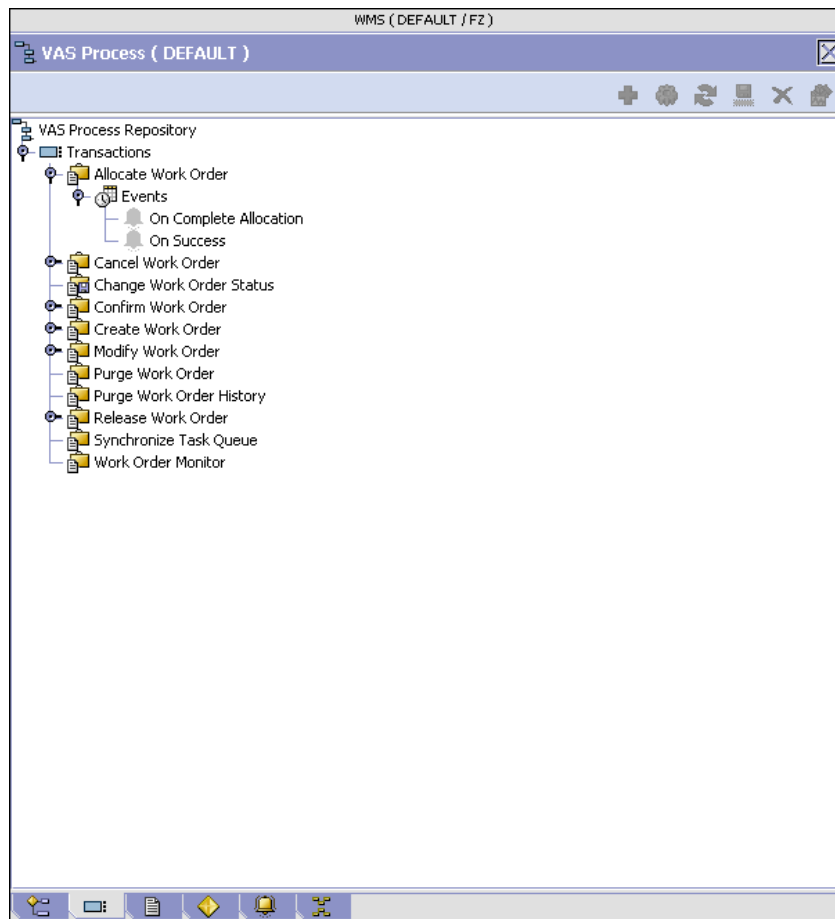 WMS ( DEFAULT / FZ )
VAS Process ( DEFAULT )
VAS Process Repository
Transactions
Allocate Work Order
Events
On Complete Allocation
On Success
Cancel Work Order
Change Work Order Status
Confirm Work Order
Create Work Order
Modify Work Order
Purge Work Order
Purge Work Order History
Release Work Order
Synchronize Task Queue
Work Order Monitor